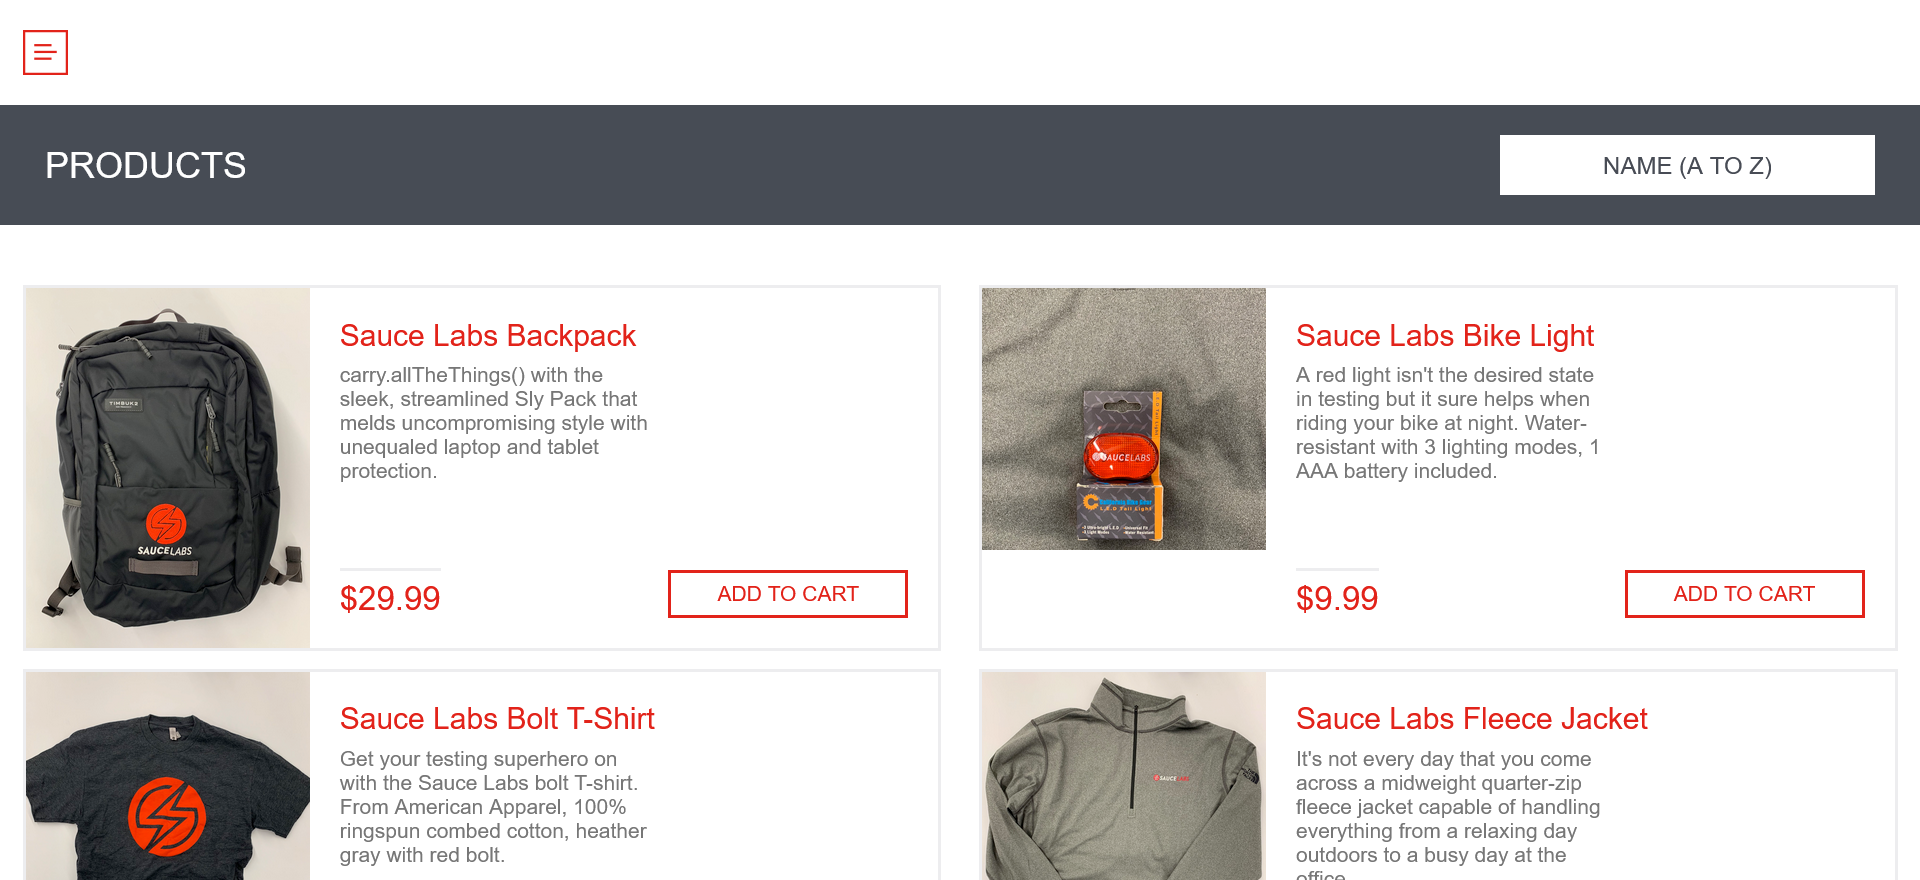 PRODUCTS
NAME (A TO Z)
TIMBUK2
SAUCELABS
Sauce Labs Backpack
carry.allTheThings() with the
sleek, streamlined Sly Pack that
melds uncompromising style with
unequaled laptop and tablet
protection.
$29.99
ADD TO CART
SAUCELABS
L.E.D Tail Light
Sauce Labs Bike Light
A red light isn't the desired state
in testing but it sure helps when
riding your bike at night. Water-
resistant with 3 lighting modes, 1
AAA battery included.
$9.99
ADD TO CART
Sauce Labs Bolt T-Shirt
Get your testing superhero on
with the Sauce Labs bolt T-shirt.
From American Apparel, 100%
ringspun combed cotton, heather
gray with red bolt.
SAUCELABS
Sauce Labs Fleece Jacket
It's not every day that you come
across a midweight quarter-zip
fleece jacket capable of handling
everything from a relaxing day
outdoors to a busy day at the
office.